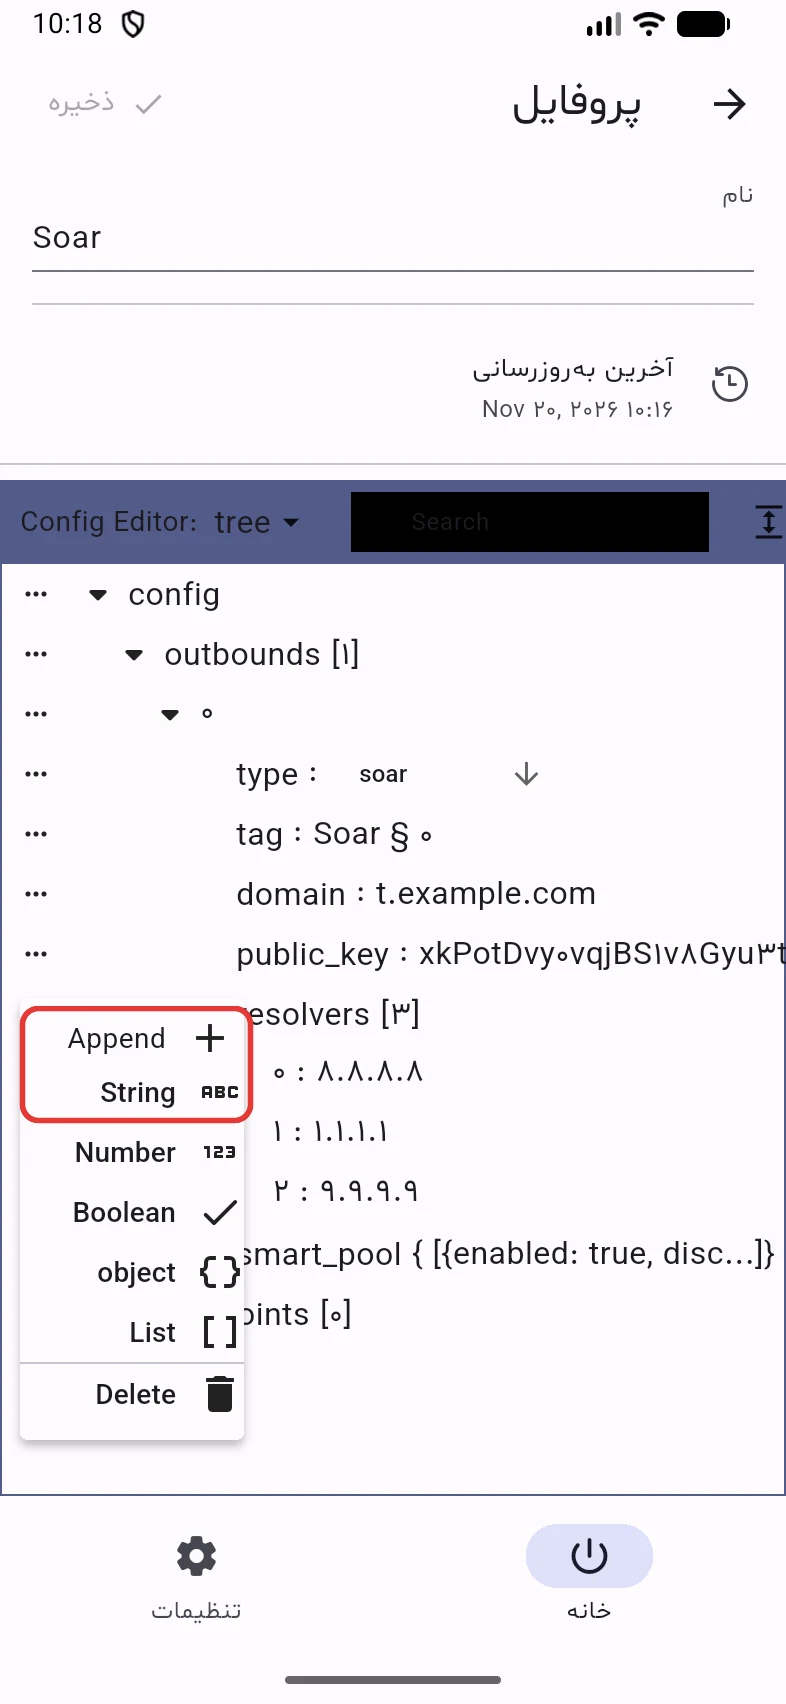 10:18
پروفایل
ذخیره
نام
Soar
آخرین به‌روزرسانی
Nov ۲۰, ۲۰۲۶ ۱۰:۱۶
Config Editor: tree
Search
config
outbounds [۱]
۰
type : soar
tag : Soar § ۰
domain : t.example.com
public_key : xkPotDvy۰vqjBS۱v۸Gyu۳t
esolvers [۳]
۰ : ۸.۸.۸.۸
۱ : ۱.۱.۱.۱
۲ : ۹.۹.۹.۹
smart_pool { [{enabled: true, disc...]}
oints [۰]
Append
String ABC
Number 123
Boolean
object {}
List []
Delete
خانه
تنظیمات